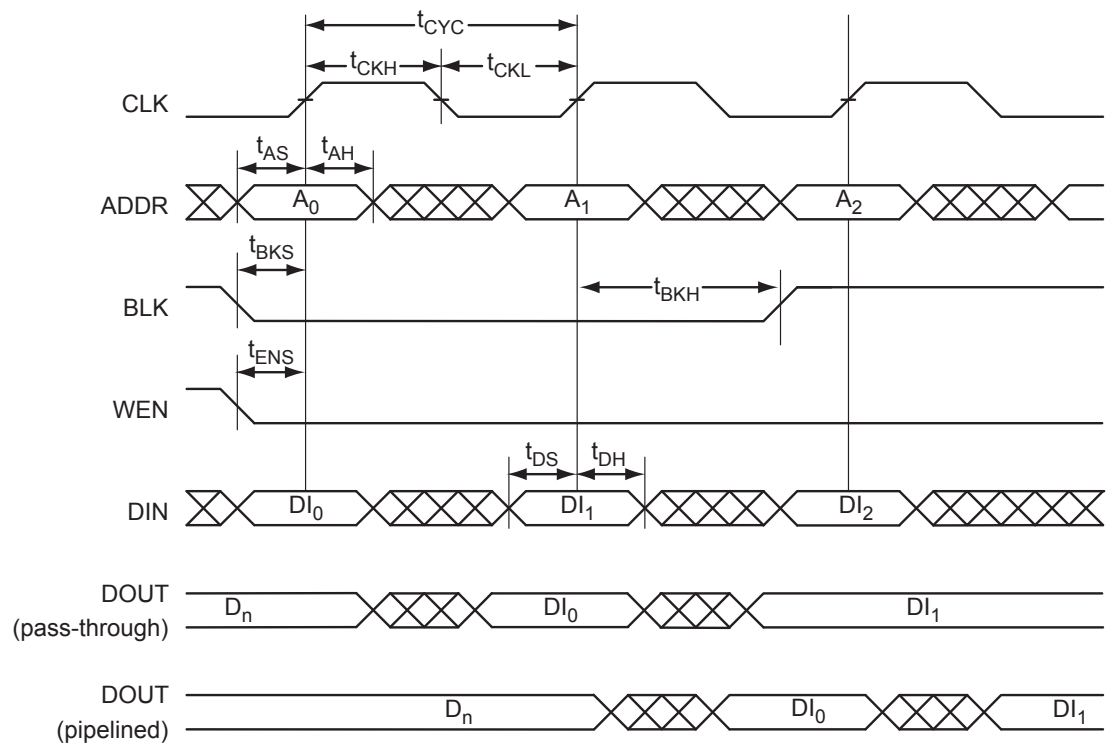 tCYC
tCKH tCKL
CLK
tAS tAH
ADDR A0 A1 A2
tBKS
tBKH
BLK
tENS
WEN
tDS tDH
DIN DI0 DI1 DI2
DOUT
(pass-through)
Dn DI0 DI1
DOUT
(pipelined)
Dn DI0 DI1